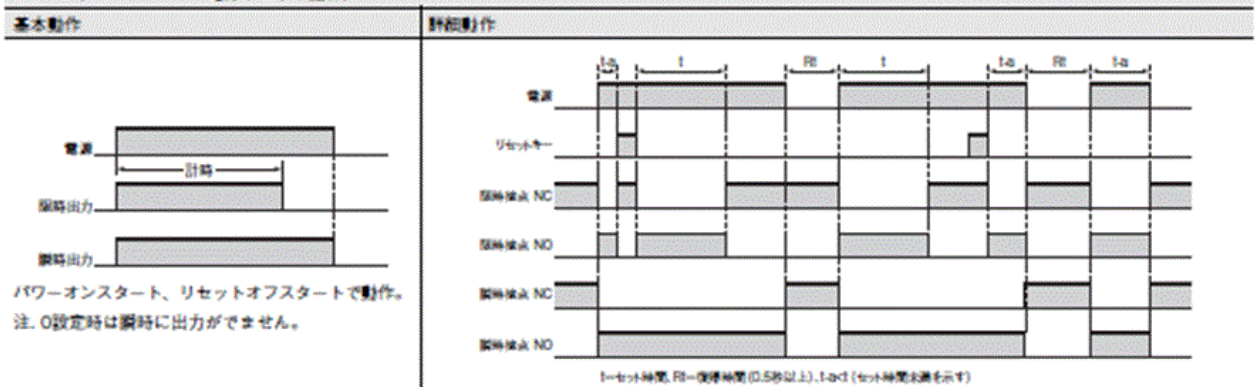 基本動作
詳細動作
電源
計時
限時出力
瞬時出力
パワーオンスタート、リセットオフスタートで動作。
注. 0設定時は瞬時に出力がでません。
t-a
t
Rt
t
t-a
Rt
t-a
電源
リセットキー
限時接点 NC
限時接点 NO
瞬時接点 NC
瞬時接点 NO
t=セット時間、Rt=復帰時間(0.5秒以上)、t-a<t (セット時間未満を示す)